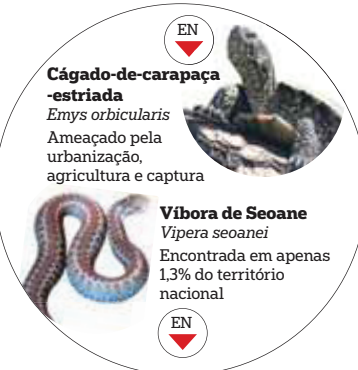 EN
Cágado-de-carapaça
-estriada
Emys orbicularis
Ameaçado pela
urbanização,
agricultura e captura
Víbora de Seoane
Vipera seoanei
Encontrada em apenas
1,3% do território
nacional
EN